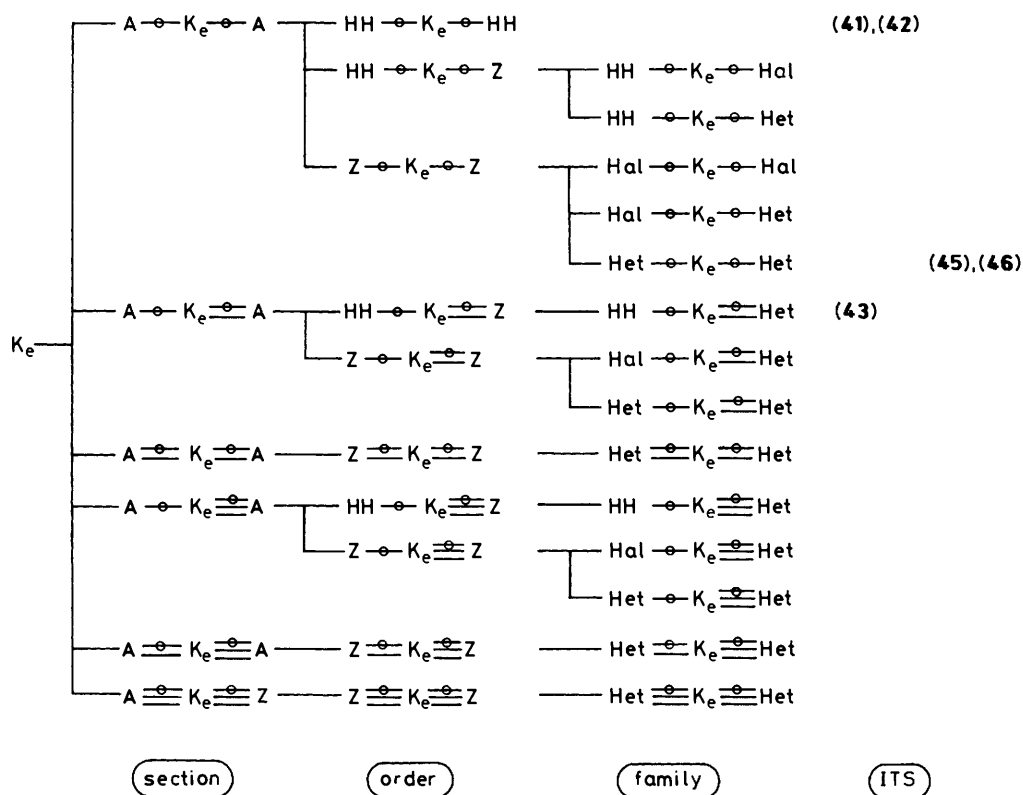 A –o– Kₑ –o– A HH –o– Kₑ –o– HH (41),(42)
HH –o– Kₑ –o– Z HH –o– Kₑ –o– Hal
HH –o– Kₑ –o– Het
Z –o– Kₑ –o– Z Hal –o– Kₑ –o– Hal
Hal –o– Kₑ –o– Het
Het –o– Kₑ –o– Het (45),(46)
A –o– Kₑ =o= A HH –o– Kₑ =o= Z HH –o– Kₑ =o= Het (43)
Kₑ
Z –o– Kₑ =o= Z Hal –o– Kₑ =o= Het
Het –o– Kₑ =o= Het
A =o= Kₑ =o= A Z =o= Kₑ =o= Z Het =o= Kₑ =o= Het
A –o– Kₑ ≡o≡ A HH –o– Kₑ ≡o≡ Z HH –o– Kₑ ≡o≡ Het
Z –o– Kₑ ≡o≡ Z Hal –o– Kₑ ≡o≡ Het
Het –o– Kₑ ≡o≡ Het
A =o= Kₑ ≡o≡ A Z =o= Kₑ ≡o≡ Z Het =o= Kₑ ≡o≡ Het
A ≡o≡ Kₑ ≡o≡ Z Z ≡o≡ Kₑ ≡o≡ Z Het ≡o≡ Kₑ ≡o≡ Het
section order family ITS